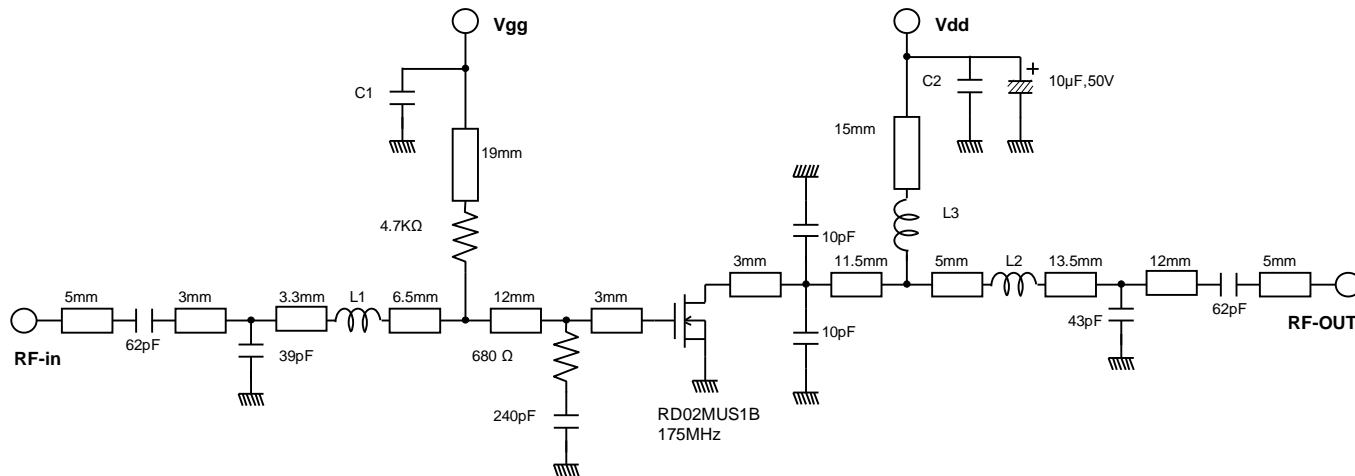 Vgg
Vdd
C1
C2
+
10µF,50V
15mm
19mm
4.7KΩ
L3
10pF
3mm
11.5mm
5mm
L2
13.5mm
12mm
5mm
5mm
3mm
3.3mm
L1
6.5mm
12mm
3mm
62pF
RF-in
39pF
680 Ω
240pF
10pF
43pF
62pF
RF-OUT
RD02MUS1B
175MHz